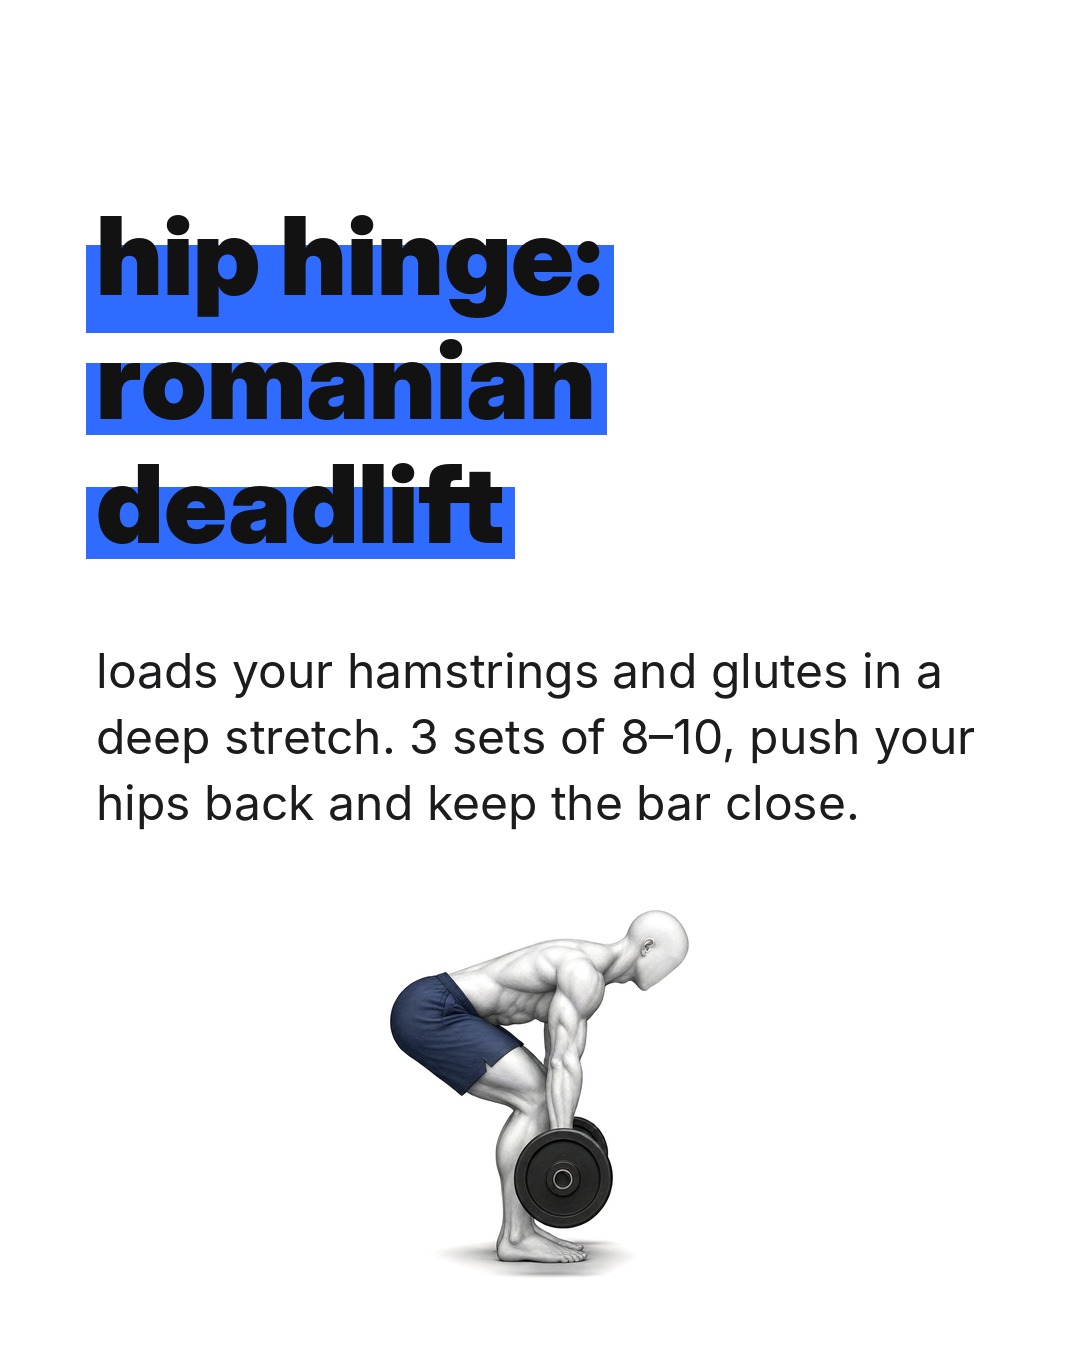 hip hinge:
romanian
deadlift
loads your hamstrings and glutes in a
deep stretch. 3 sets of 8–10, push your
hips back and keep the bar close.